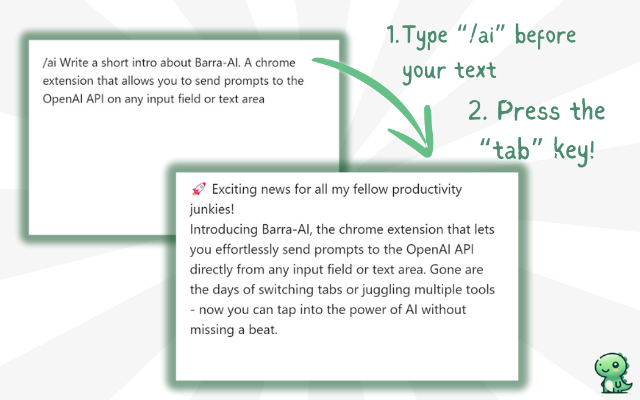 /ai Write a short intro about Barra-AI. A chrome
extension that allows you to send prompts to the
OpenAI API on any input field or text area
1. Type “/ai” before
your text
2. Press the
“tab” key!
🚀 Exciting news for all my fellow productivity
junkies!
Introducing Barra-AI, the chrome extension that lets
you effortlessly send prompts to the OpenAI API
directly from any input field or text area. Gone are
the days of switching tabs or juggling multiple tools
- now you can tap into the power of AI without
missing a beat.